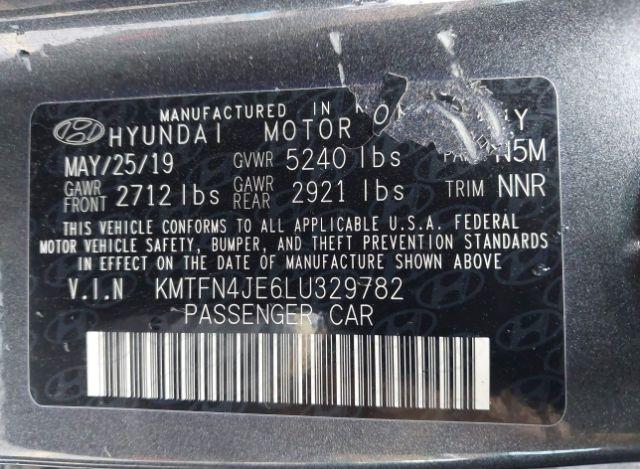 MANUFACTURED IN
HYUNDAI MOTOR
MAY/25/19 GVWR 5240 lbs N5M
GAWR FRONT 2712 lbs GAWR REAR 2921 lbs TRIM NNR
THIS VEHICLE CONFORMS TO ALL APPLICABLE U.S.A. FEDERAL
MOTOR VEHICLE SAFETY, BUMPER, AND THEFT PREVENTION STANDARDS
IN EFFECT ON THE DATE OF MANUFACTURE SHOWN ABOVE
V.I.N KMTFN4JE6LU329782
PASSENGER CAR